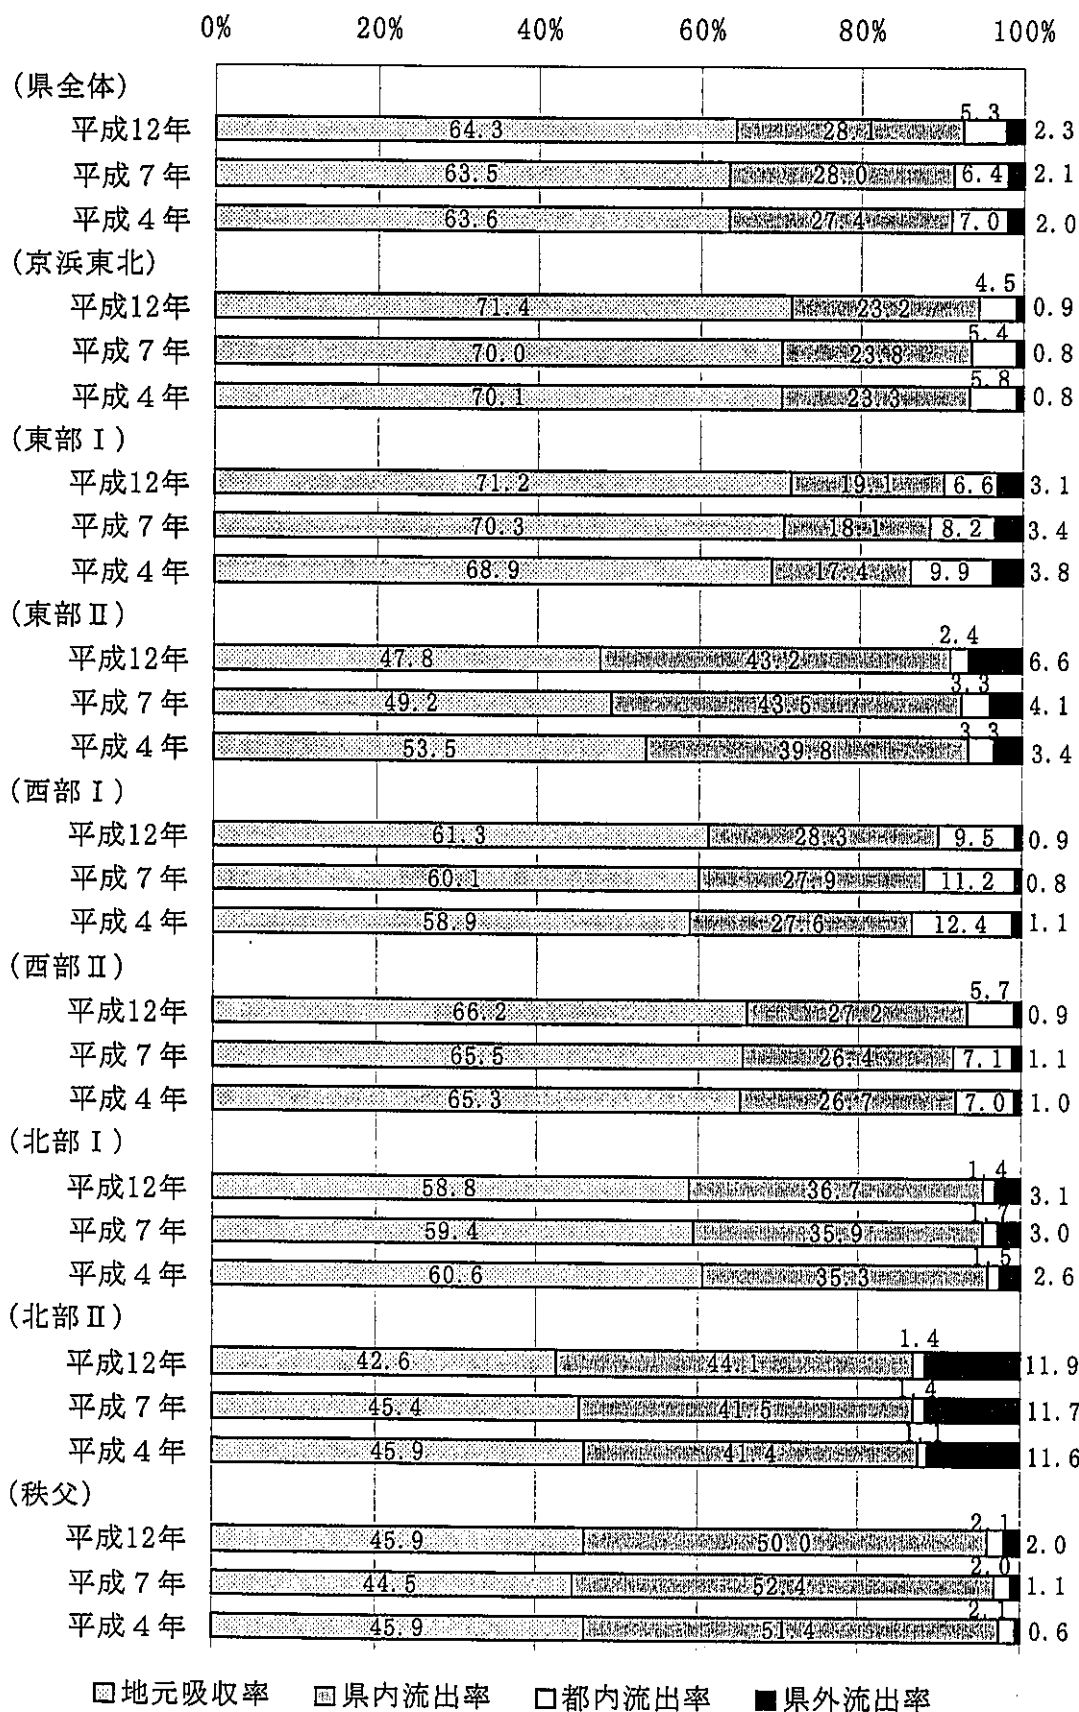 0% 20% 40% 60% 80% 100%
(県全体)
平成12年 64.3 28.1 5.3 2.3
平成7年 63.5 28.0 6.4 2.1
平成4年 63.6 27.4 7.0 2.0
(京浜東北)
平成12年 71.4 23.2 4.5 0.9
平成7年 70.0 23.8 5.4 0.8
平成4年 70.1 23.3 5.8 0.8
(東部Ⅰ)
平成12年 71.2 19.1 6.6 3.1
平成7年 70.3 18.1 8.2 3.4
平成4年 68.9 17.4 9.9 3.8
(東部Ⅱ)
平成12年 47.8 43.2 2.4 6.6
平成7年 49.2 43.5 3.3 4.1
平成4年 53.5 39.8 3.3 3.4
(西部Ⅰ)
平成12年 61.3 28.3 9.5 0.9
平成7年 60.1 27.9 11.2 0.8
平成4年 58.9 27.6 12.4 1.1
(西部Ⅱ)
平成12年 66.2 27.2 5.7 0.9
平成7年 65.5 26.4 7.1 1.1
平成4年 65.3 26.7 7.0 1.0
(北部Ⅰ)
平成12年 58.8 36.7 1.4 3.1
平成7年 59.4 35.9 1.7 3.0
平成4年 60.6 35.3 1.5 2.6
(北部Ⅱ)
平成12年 42.6 44.1 1.4 11.9
平成7年 45.4 41.5 1.4 11.7
平成4年 45.9 41.4 1.1 11.6
(秩父)
平成12年 45.9 50.0 2.1 2.0
平成7年 44.5 52.4 2.0 1.1
平成4年 45.9 51.4 2.1 0.6
地元吸収率 県内流出率 都内流出率 県外流出率